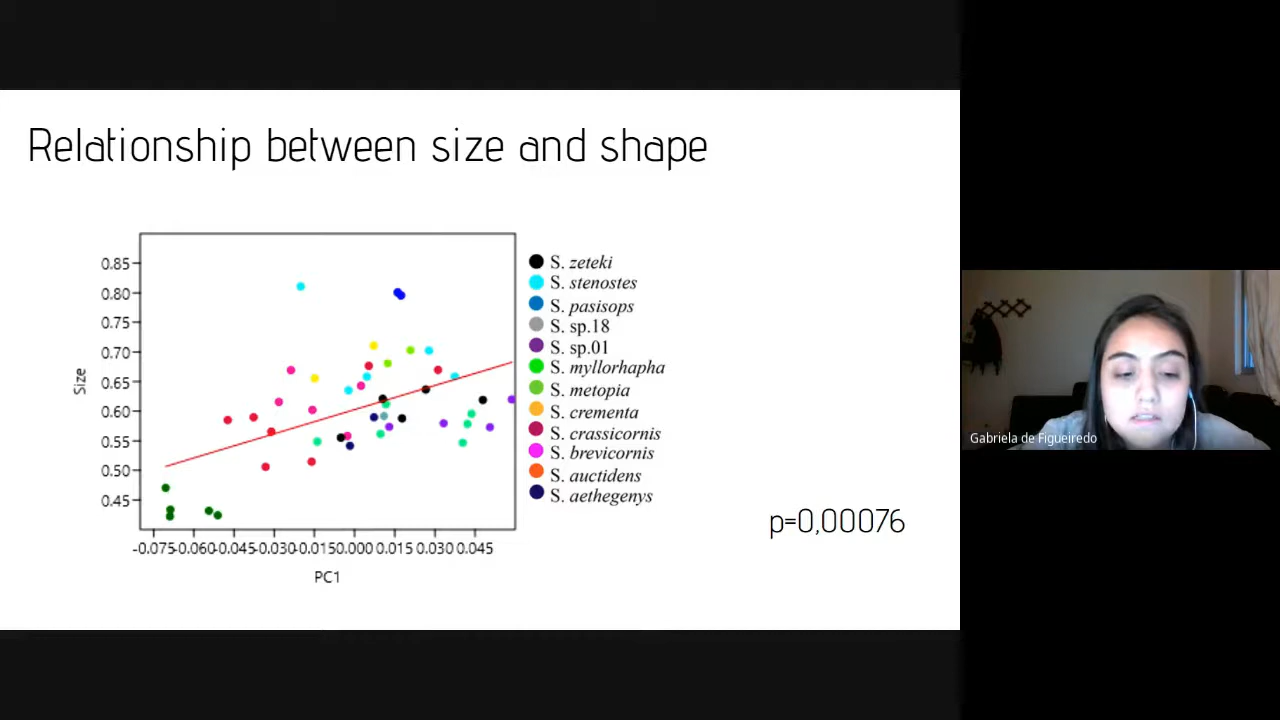 Relationship between size and shape
0.85
0.80
0.75
0.70
0.65
0.60
0.55
0.50
0.45
Size
-0.075-0.060-0.045-0.030-0.0150.000 0.015 0.030 0.045
PC1
S. zeteki
S. stenostes
S. pasisops
S. sp.18
S. sp.01
S. myllorhapha
S. metopia
S. crementa
S. crassicornis
S. brevicornis
S. auctidens
S. aethegenys
p=0,00076
Gabriela de Figueiredo